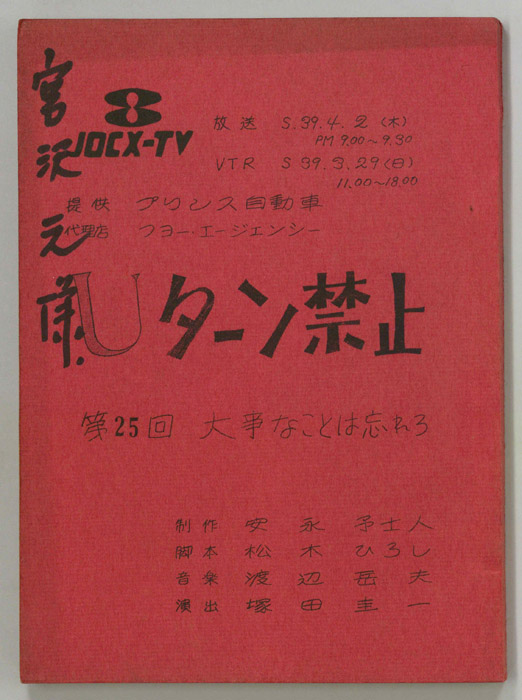 宮沢元
8
JOCX-TV
放送 S.39.4.2(木)
PM 9.00~9.30
VTR S 39.3.29(日)
11.00~18.00
提供 プリンス自動車
代理店 フヨー・エージェンシー
Uターン禁止
第25回 大事なことは忘れろ
制作 安永 予士人
脚本 松木ひろし
音楽 渡辺岳夫
演出 塚田圭一